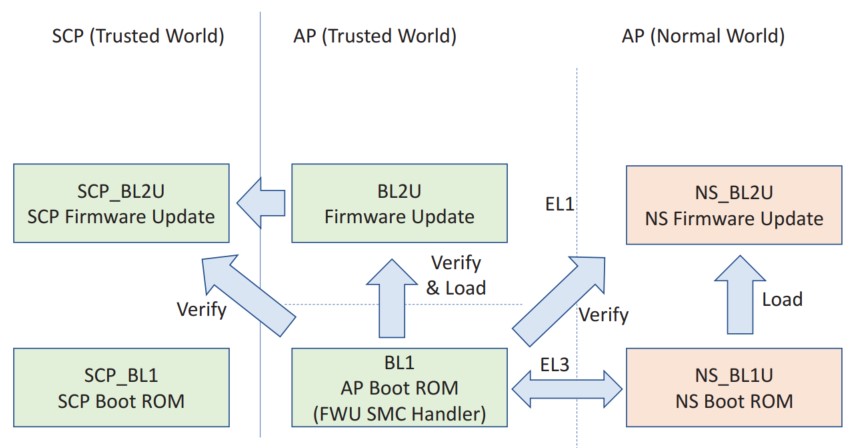 SCP (Trusted World)
AP (Trusted World)
AP (Normal World)
SCP_BL2U
SCP Firmware Update
BL2U
Firmware Update
EL1
NS_BL2U
NS Firmware Update
Verify
Verify
& Load
Verify
Load
SCP_BL1
SCP Boot ROM
BL1
AP Boot ROM
(FWU SMC Handler)
EL3
NS_BL1U
NS Boot ROM